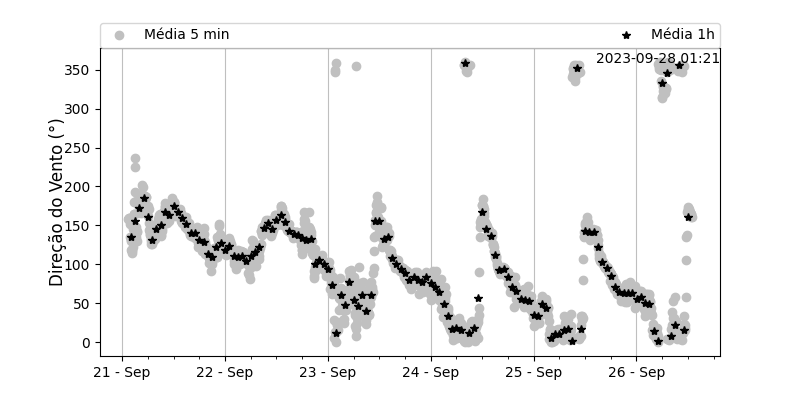 Média 5 min
Média 1h
2023-09-28 01:21
Direção do Vento (°)
350
300
250
200
150
100
50
0
21 - Sep
22 - Sep
23 - Sep
24 - Sep
25 - Sep
26 - Sep